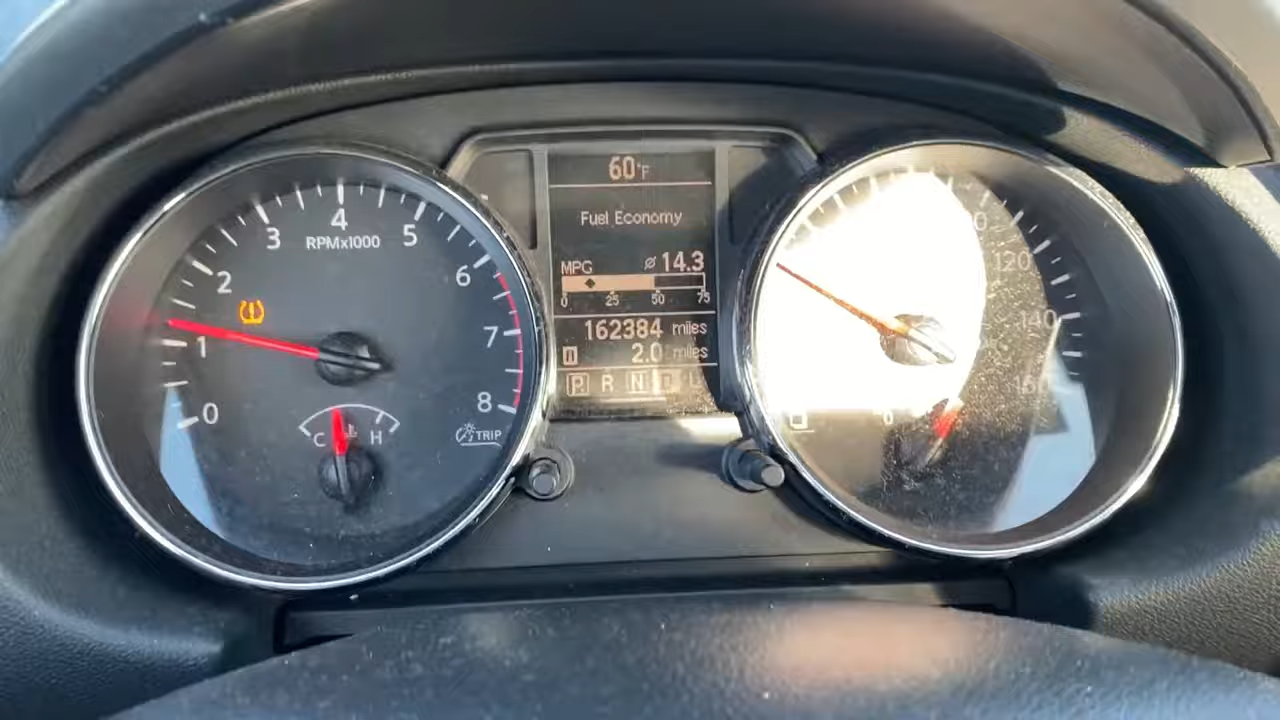 60°F
Fuel Economy
MPG ⌀ 14.3
0 25 50 75
162384 miles
2.0 miles
P R N D L
0
1
2
3
4
5
6
7
8
RPMx1000
C H
TRIP
120
140
160